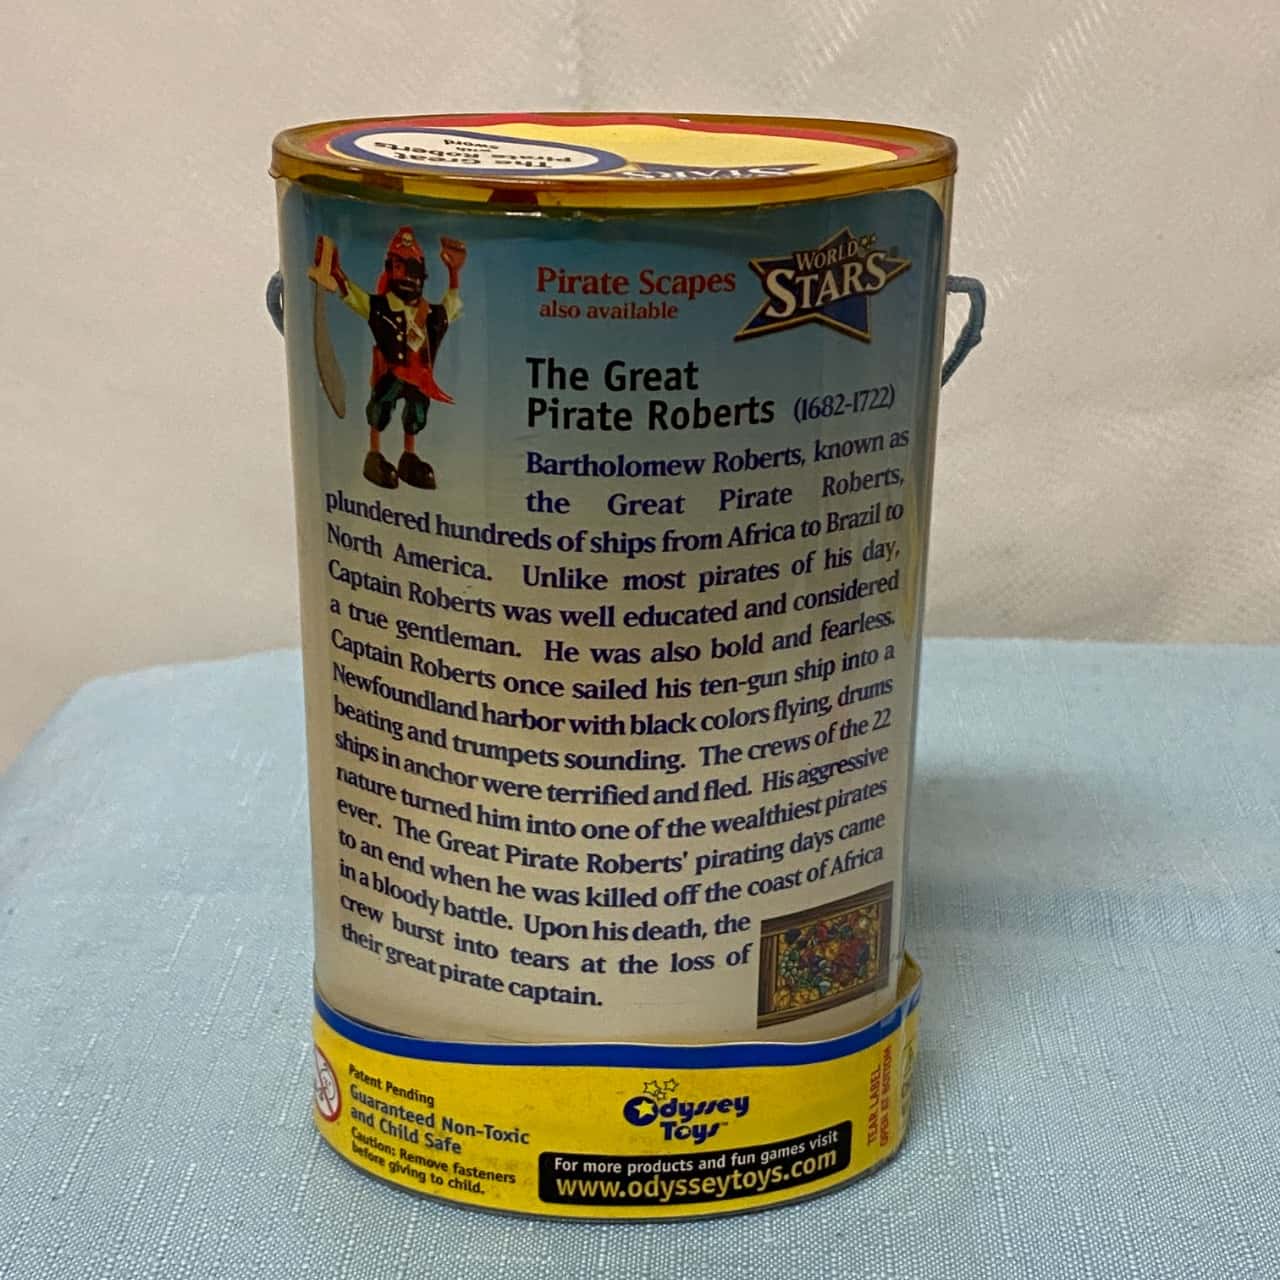 The Great
Pirate Roberts
with
Sword
STARS
WORLD
STARS
Pirate Scapes
also available
The Great
Pirate Roberts (1682-1722)
Bartholomew Roberts, known as
the Great Pirate Roberts,
plundered hundreds of ships from Africa to Brazil to
North America. Unlike most pirates of his day,
Captain Roberts was well educated and considered
a true gentleman. He was also bold and fearless.
Captain Roberts once sailed his ten-gun ship into a
Newfoundland harbor with black colors flying, drums
beating and trumpets sounding. The crews of the 22
ships in anchor were terrified and fled. His aggressive
nature turned him into one of the wealthiest pirates
ever. The Great Pirate Roberts' pirating days came
to an end when he was killed off the coast of Africa
in a bloody battle. Upon his death, the
crew burst into tears at the loss of
their great pirate captain.
Patent Pending
Guaranteed Non-Toxic
and Child Safe
Caution: Remove fasteners
before giving to child.
Odyssey
Toys™
For more products and fun games visit
www.odysseytoys.com
TEAR LABEL
OPEN AT BOTTOM